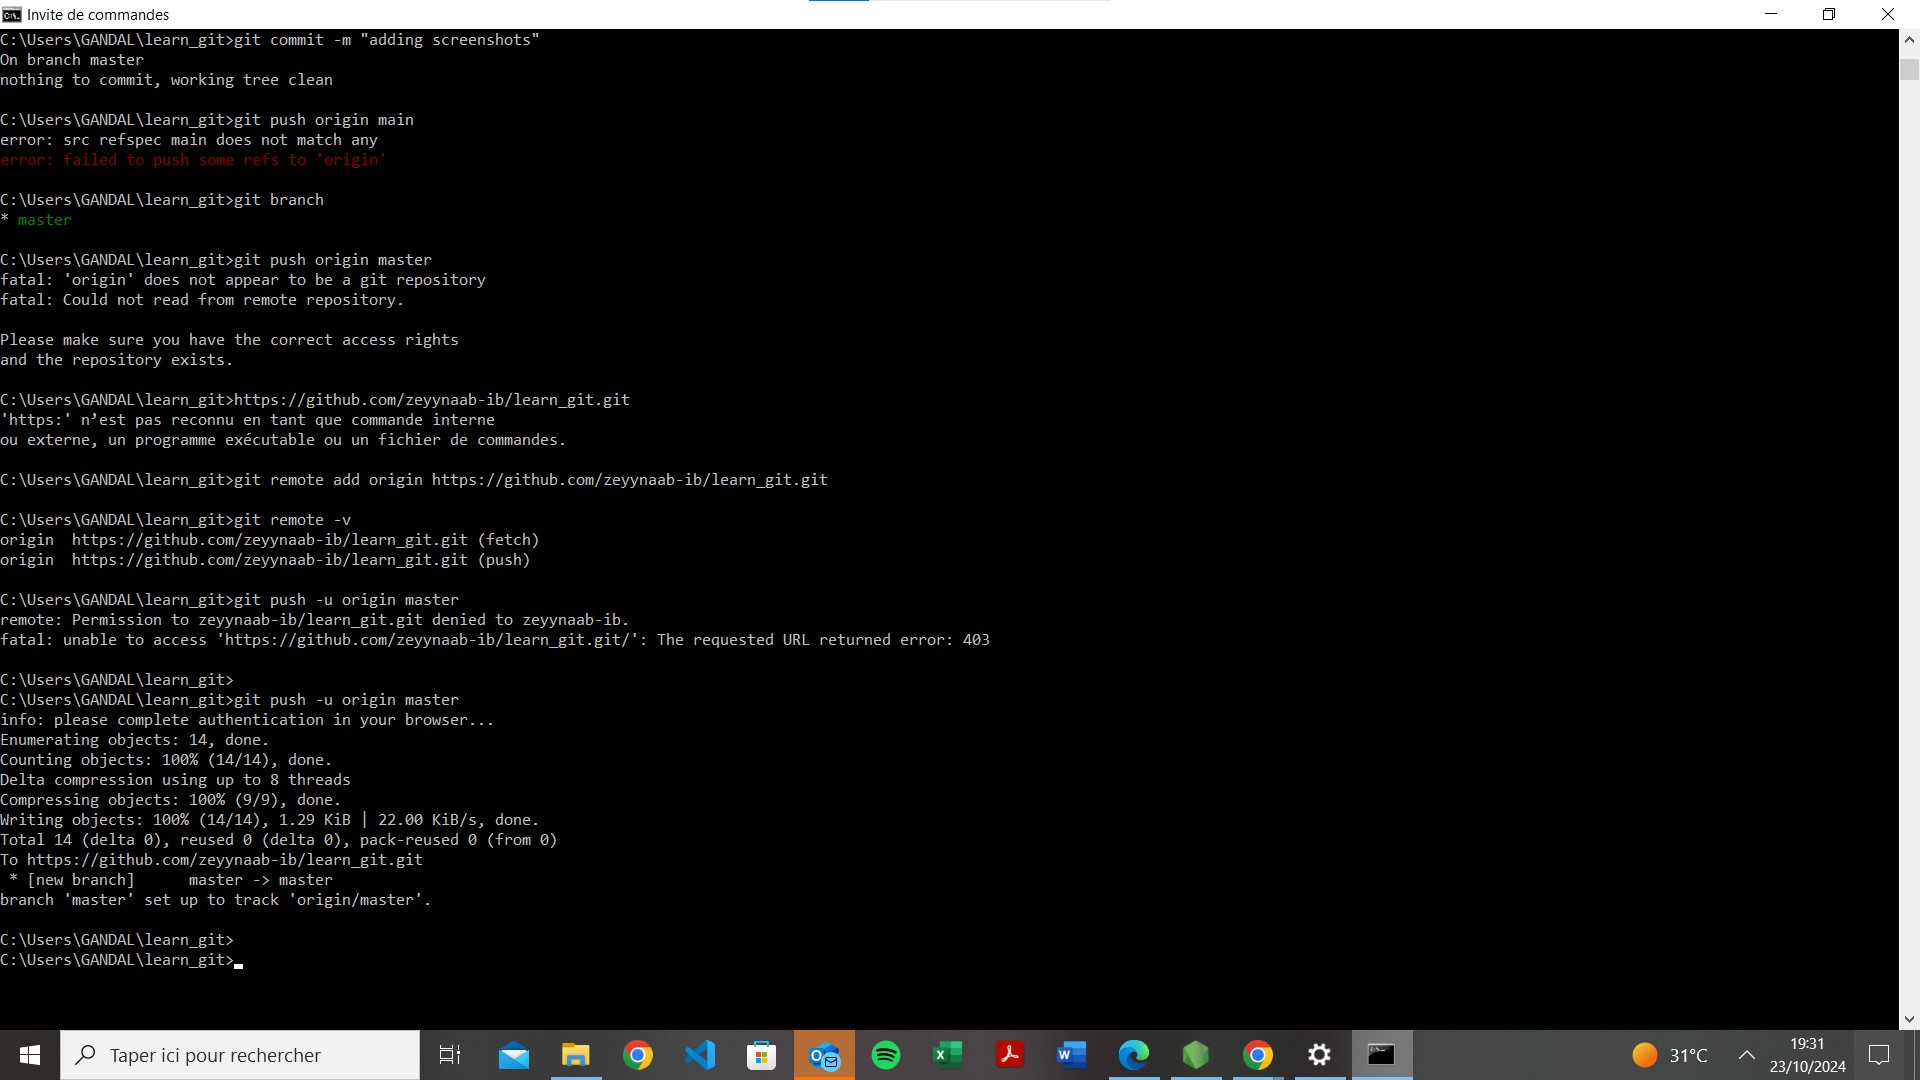 Invite de commandes
C:\Users\GANDAL\learn_git>git commit -m "adding screenshots"
On branch master
nothing to commit, working tree clean
C:\Users\GANDAL\learn_git>git push origin main
error: src refspec main does not match any
error: failed to push some refs to 'origin'
C:\Users\GANDAL\learn_git>git branch
* master
C:\Users\GANDAL\learn_git>git push origin master
fatal: 'origin' does not appear to be a git repository
fatal: Could not read from remote repository.
Please make sure you have the correct access rights
and the repository exists.
C:\Users\GANDAL\learn_git>https://github.com/zeyynaab-ib/learn_git.git
'https:' n’est pas reconnu en tant que commande interne
ou externe, un programme exécutable ou un fichier de commandes.
C:\Users\GANDAL\learn_git>git remote add origin https://github.com/zeyynaab-ib/learn_git.git
C:\Users\GANDAL\learn_git>git remote -v
origin  https://github.com/zeyynaab-ib/learn_git.git (fetch)
origin  https://github.com/zeyynaab-ib/learn_git.git (push)
C:\Users\GANDAL\learn_git>git push -u origin master
remote: Permission to zeyynaab-ib/learn_git.git denied to zeyynaab-ib.
fatal: unable to access 'https://github.com/zeyynaab-ib/learn_git.git/': The requested URL returned error: 403
C:\Users\GANDAL\learn_git>
C:\Users\GANDAL\learn_git>git push -u origin master
info: please complete authentication in your browser...
Enumerating objects: 14, done.
Counting objects: 100% (14/14), done.
Delta compression using up to 8 threads
Compressing objects: 100% (9/9), done.
Writing objects: 100% (14/14), 1.29 KiB | 22.00 KiB/s, done.
Total 14 (delta 0), reused 0 (delta 0), pack-reused 0 (from 0)
To https://github.com/zeyynaab-ib/learn_git.git
 * [new branch]      master -> master
branch 'master' set up to track 'origin/master'.
C:\Users\GANDAL\learn_git>
C:\Users\GANDAL\learn_git>
Taper ici pour rechercher
31°C
19:31
23/10/2024